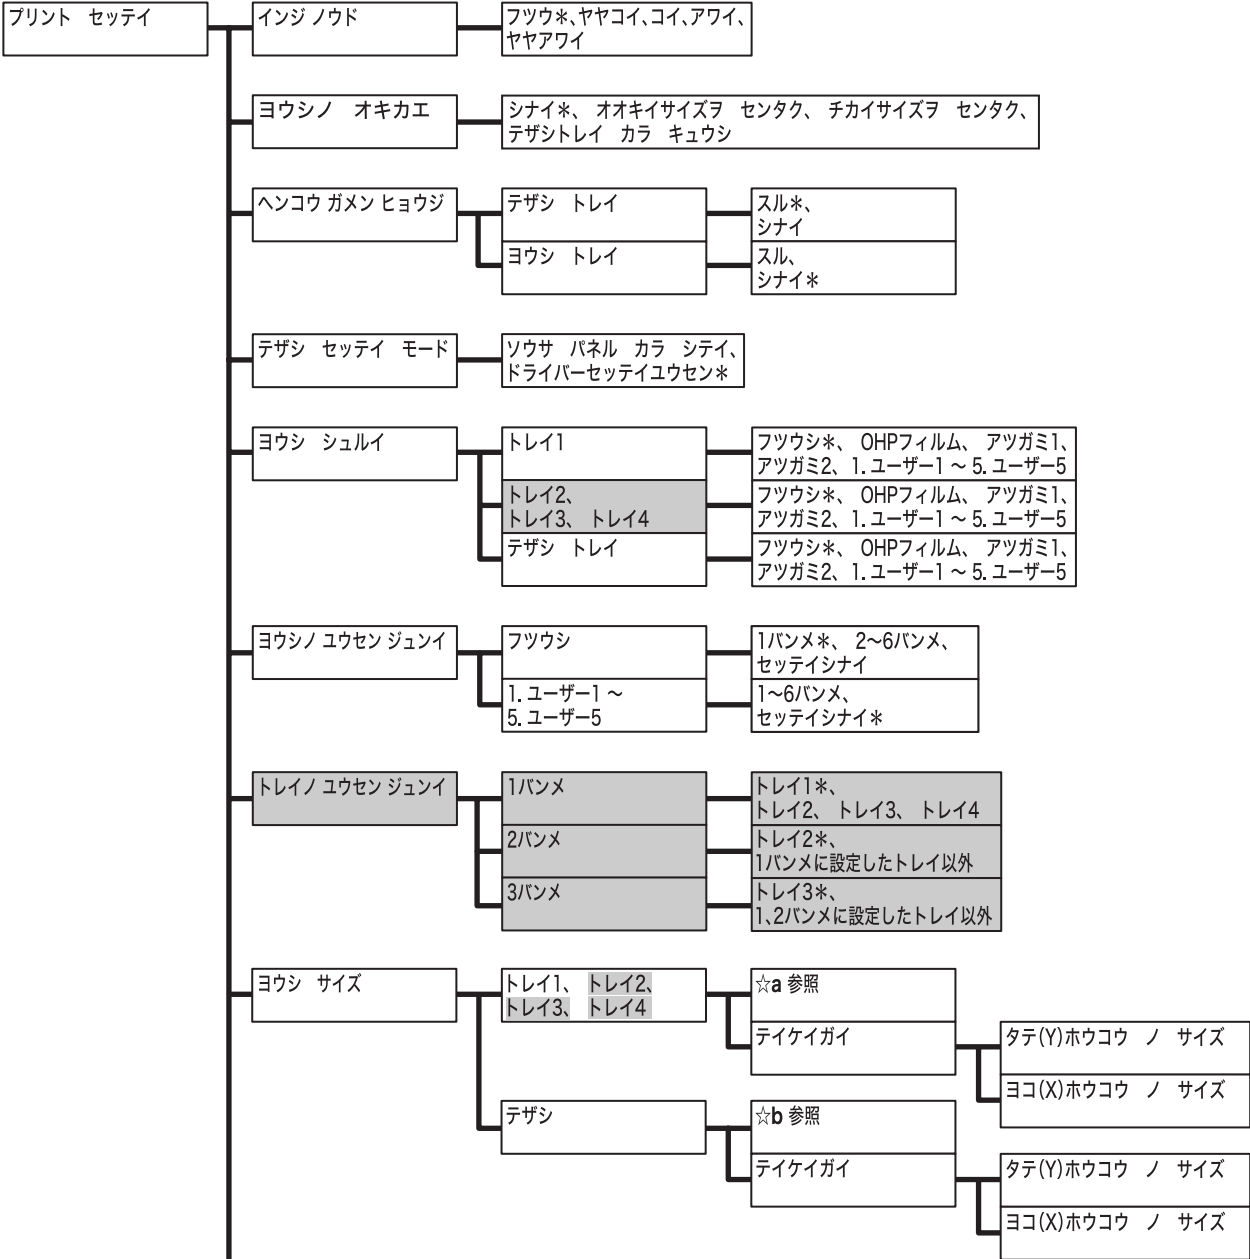 プリント　セッテイ
インジ ノウド
フツウ＊、ヤヤコイ、コイ、アワイ、
ヤヤアワイ
ヨウシノ　オキカエ
シナイ＊、 オオキイサイズヲ　センタク、 チカイサイズヲ　センタク、
テザシトレイ　カラ　キュウシ
ヘンコウ ガメン ヒョウジ
テザシ　トレイ
スル＊、
シナイ
ヨウシ　トレイ
スル、
シナイ＊
テザシ　セッテイ　モード
ソウサ　パネル　カラ　シテイ、
ドライバーセッテイユウセン＊
ヨウシ　シュルイ
トレイ1
フツウシ＊、 OHPフィルム、 アツガミ1、
アツガミ2、 1. ユーザー1 ～ 5. ユーザー5
トレイ2、
トレイ3、 トレイ4
フツウシ＊、 OHPフィルム、 アツガミ1、
アツガミ2、 1. ユーザー1 ～ 5. ユーザー5
テザシ　トレイ
フツウシ＊、 OHPフィルム、 アツガミ1、
アツガミ2、 1. ユーザー1 ～ 5. ユーザー5
ヨウシノ ユウセン ジュンイ
フツウシ
1バンメ＊、 2～6バンメ、
セッテイシナイ
1. ユーザー1 ～
5. ユーザー5
1～6バンメ、
セッテイシナイ＊
トレイノ ユウセン ジュンイ
1バンメ
トレイ1＊、
トレイ2、 トレイ3、 トレイ4
2バンメ
トレイ2＊、
1バンメに設定したトレイ以外
3バンメ
トレイ3＊、
1、2バンメに設定したトレイ以外
ヨウシ　サイズ
トレイ1、 トレイ2、
トレイ3、 トレイ4
☆a 参照
テイケイガイ
タテ(Y)ホウコウ　ノ　サイズ
ヨコ(X)ホウコウ　ノ　サイズ
テザシ
☆b 参照
テイケイガイ
タテ(Y)ホウコウ　ノ　サイズ
ヨコ(X)ホウコウ　ノ　サイズ